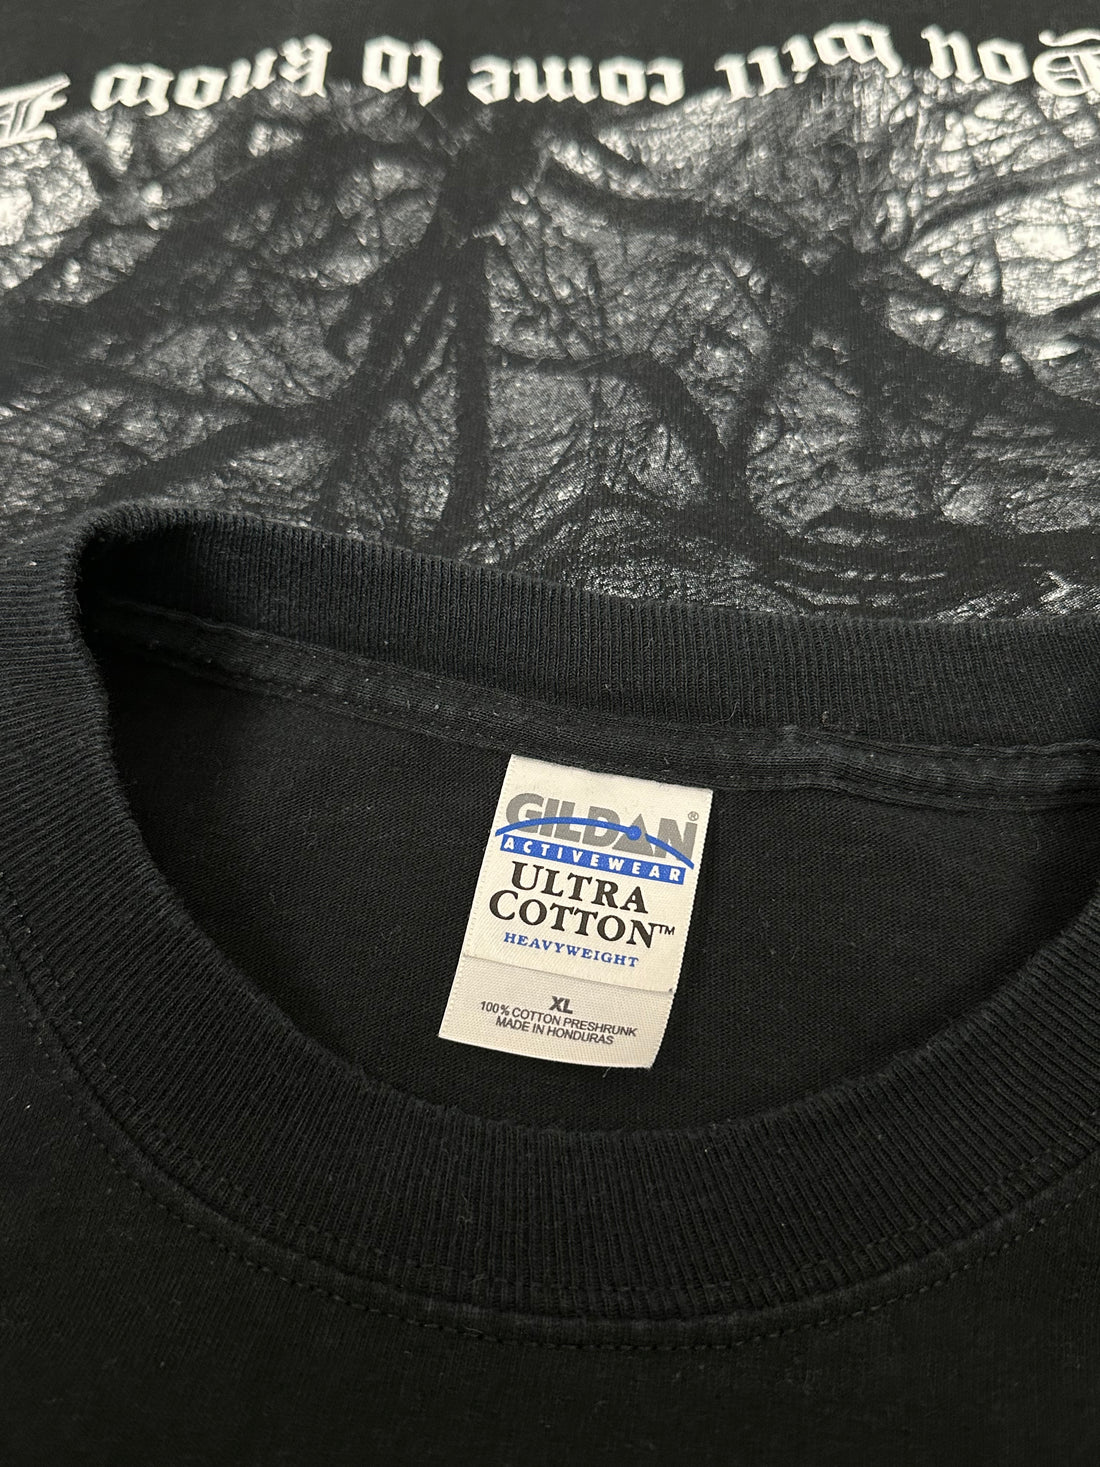 You will come to know
GILDAN®
ACTIVEWEAR
ULTRA
COTTON™
HEAVYWEIGHT
XL
100% COTTON PRESHRUNK
MADE IN HONDURAS